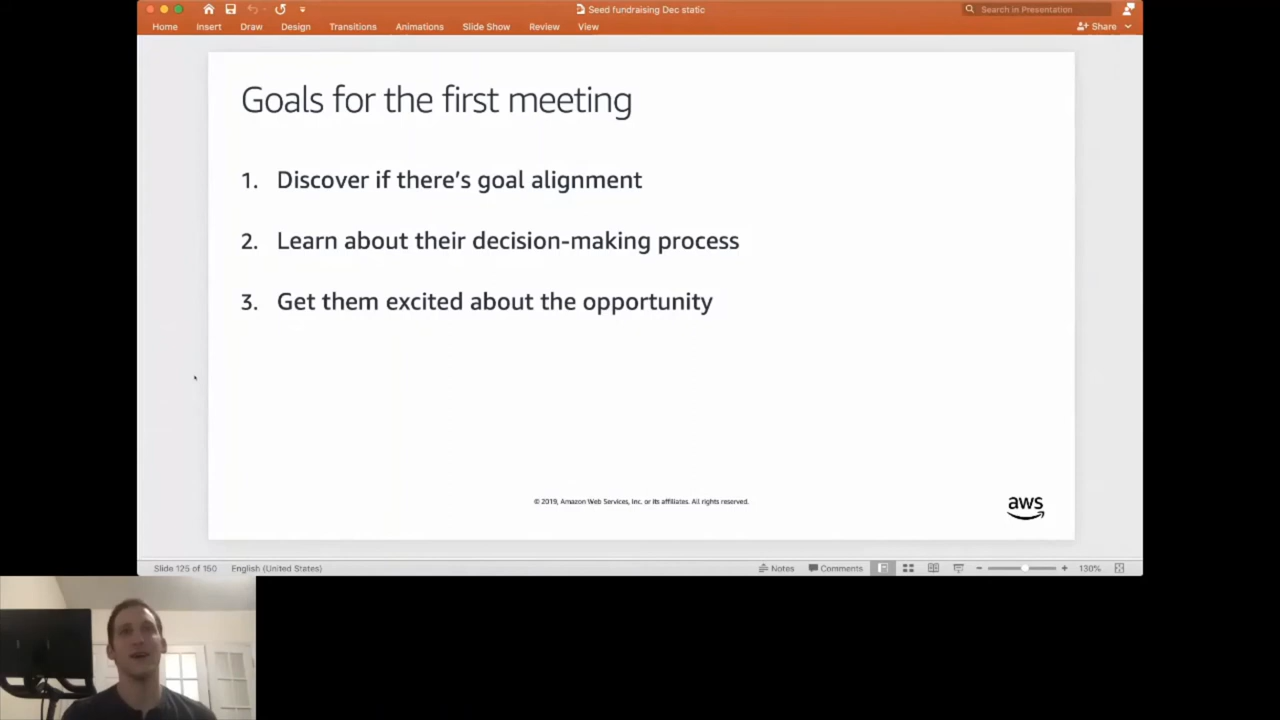 Seed fundraising Dec static
Search in Presentation
Home Insert Draw Design Transitions Animations Slide Show Review View
Share
Goals for the first meeting
1. Discover if there's goal alignment
2. Learn about their decision-making process
3. Get them excited about the opportunity
© 2019, Amazon Web Services, Inc. or its affiliates. All rights reserved.
aws
Slide 125 of 150 English (United States) Notes Comments 130%